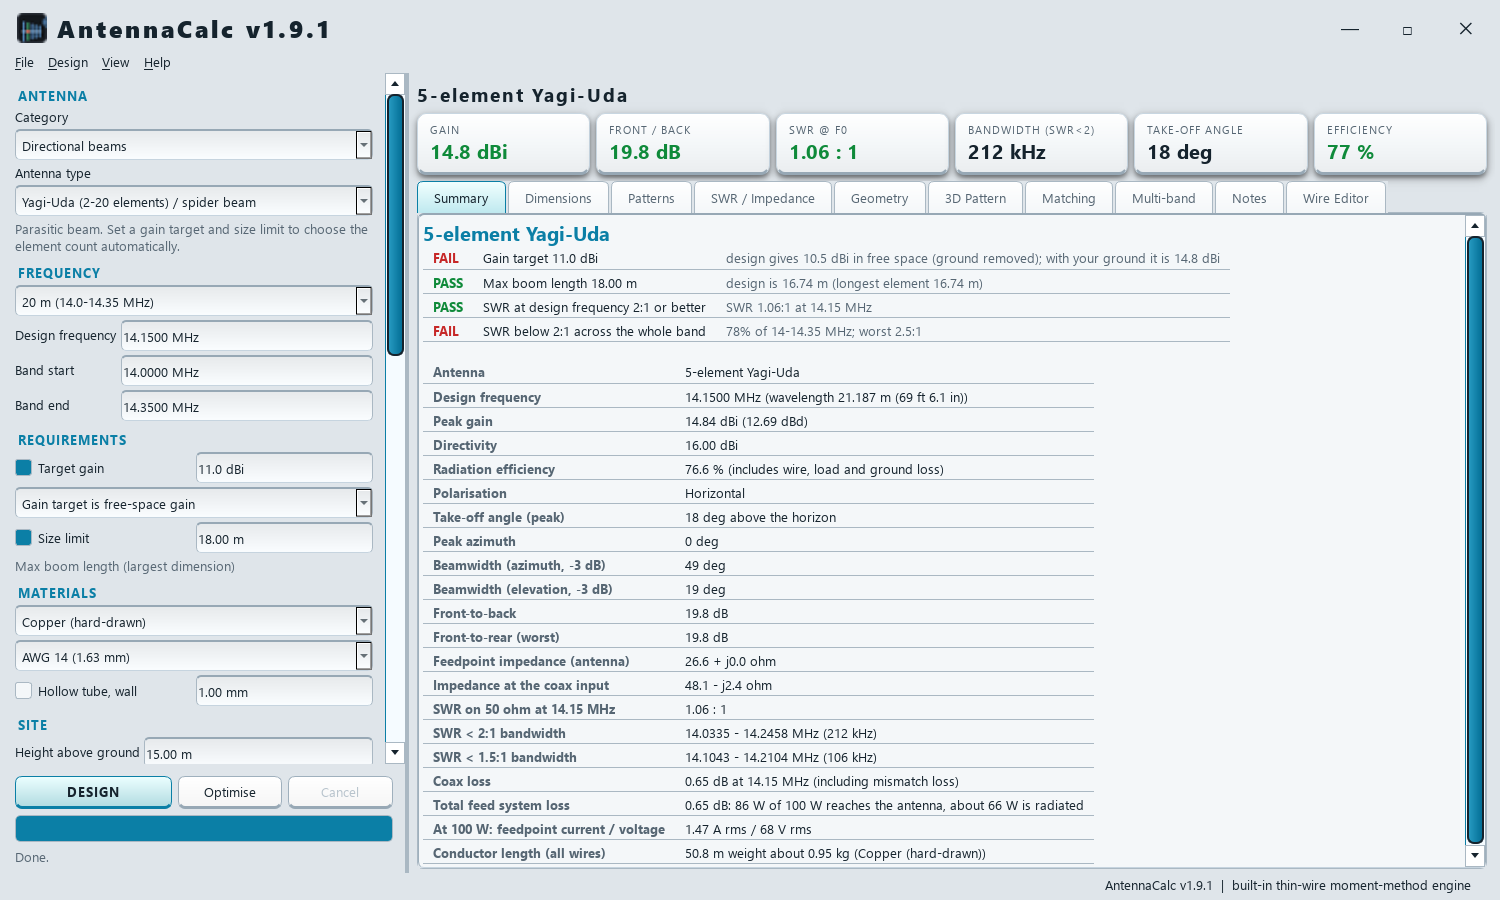 AntennaCalc v1.9.1
File Design View Help
ANTENNA
Category
Directional beams
Antenna type
Yagi-Uda (2-20 elements) / spider beam
Parasitic beam. Set a gain target and size limit to choose the
element count automatically.
FREQUENCY
20 m (14.0-14.35 MHz)
Design frequency 14.1500 MHz
Band start 14.0000 MHz
Band end 14.3500 MHz
REQUIREMENTS
Target gain 11.0 dBi
Gain target is free-space gain
Size limit 18.00 m
Max boom length (largest dimension)
MATERIALS
Copper (hard-drawn)
AWG 14 (1.63 mm)
Hollow tube, wall 1.00 mm
SITE
Height above ground 15.00 m
DESIGN Optimise Cancel
Done.
5-element Yagi-Uda
GAIN FRONT / BACK SWR @ F0 BANDWIDTH (SWR<2) TAKE-OFF ANGLE EFFICIENCY
14.8 dBi 19.8 dB 1.06 : 1 212 kHz 18 deg 77 %
Summary Dimensions Patterns SWR / Impedance Geometry 3D Pattern Matching Multi-band Notes Wire Editor
5-element Yagi-Uda
FAIL Gain target 11.0 dBi design gives 10.5 dBi in free space (ground removed); with your ground it is 14.8 dBi
PASS Max boom length 18.00 m design is 16.74 m (longest element 16.74 m)
PASS SWR at design frequency 2:1 or better SWR 1.06:1 at 14.15 MHz
FAIL SWR below 2:1 across the whole band 78% of 14-14.35 MHz; worst 2.5:1
Antenna 5-element Yagi-Uda
Design frequency 14.1500 MHz (wavelength 21.187 m (69 ft 6.1 in))
Peak gain 14.84 dBi (12.69 dBd)
Directivity 16.00 dBi
Radiation efficiency 76.6 % (includes wire, load and ground loss)
Polarisation Horizontal
Take-off angle (peak) 18 deg above the horizon
Peak azimuth 0 deg
Beamwidth (azimuth, -3 dB) 49 deg
Beamwidth (elevation, -3 dB) 19 deg
Front-to-back 19.8 dB
Front-to-rear (worst) 19.8 dB
Feedpoint impedance (antenna) 26.6 + j0.0 ohm
Impedance at the coax input 48.1 - j2.4 ohm
SWR on 50 ohm at 14.15 MHz 1.06 : 1
SWR < 2:1 bandwidth 14.0335 - 14.2458 MHz (212 kHz)
SWR < 1.5:1 bandwidth 14.1043 - 14.2104 MHz (106 kHz)
Coax loss 0.65 dB at 14.15 MHz (including mismatch loss)
Total feed system loss 0.65 dB: 86 W of 100 W reaches the antenna, about 66 W is radiated
At 100 W: feedpoint current / voltage 1.47 A rms / 68 V rms
Conductor length (all wires) 50.8 m weight about 0.95 kg (Copper (hard-drawn))
AntennaCalc v1.9.1 | built-in thin-wire moment-method engine